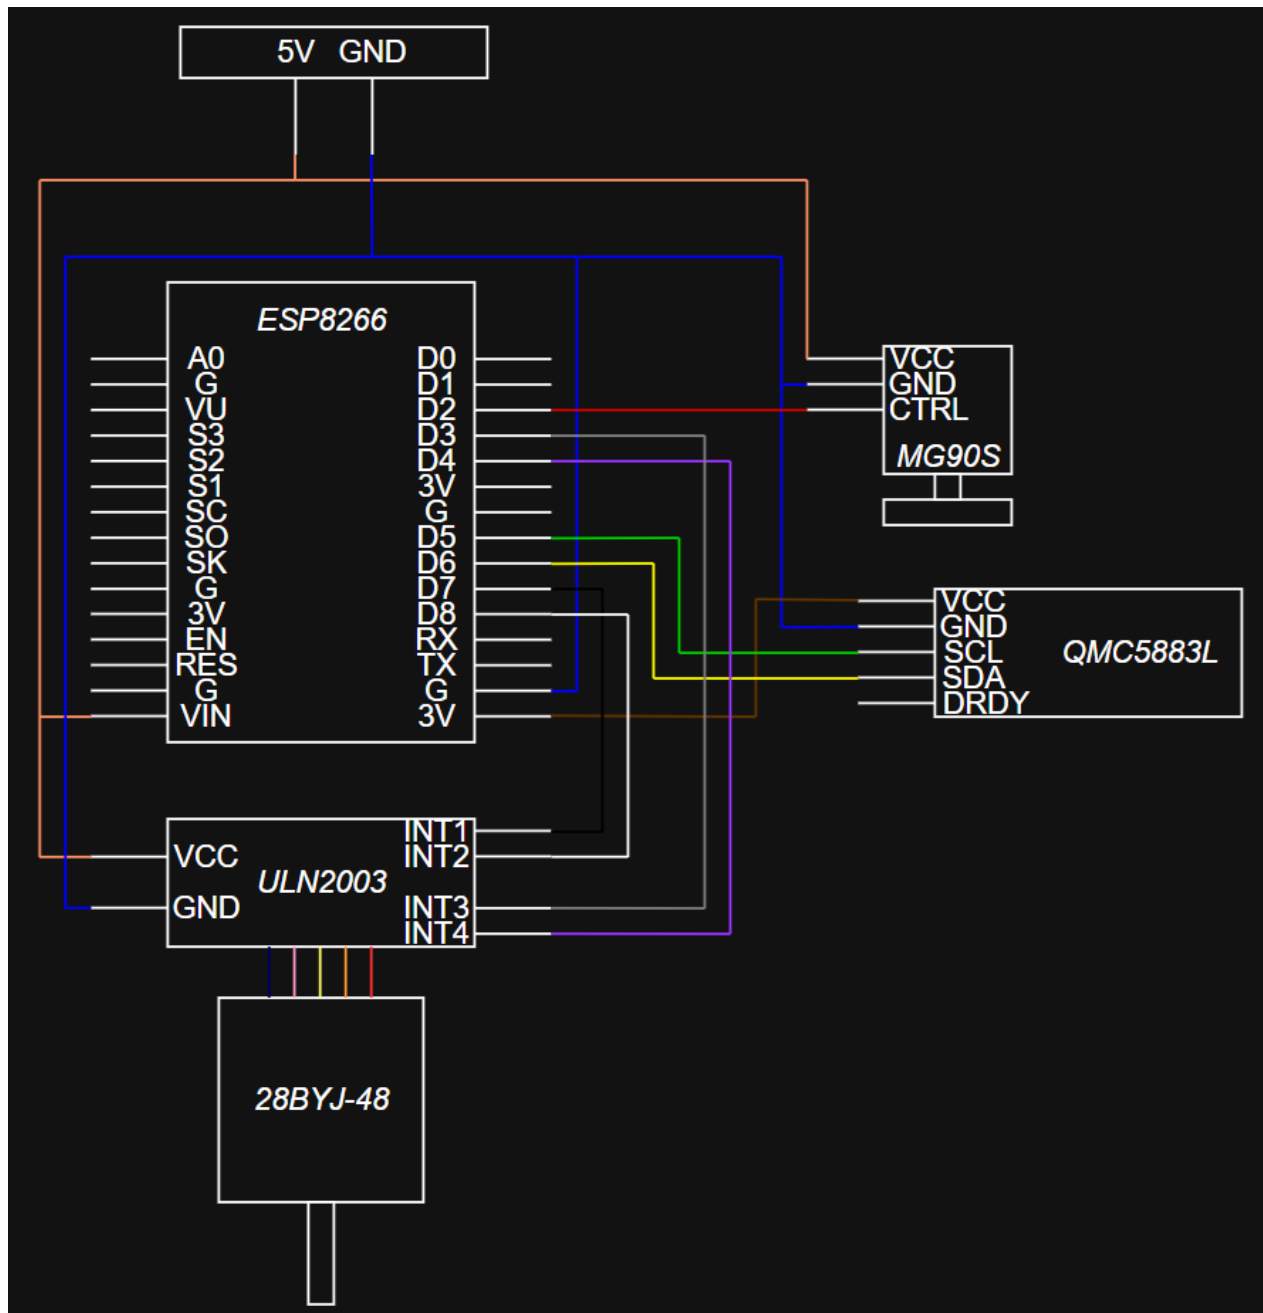 5V GND
ESP8266
A0
G
VU
S3
S2
S1
SC
SO
SK
G
3V
EN
RES
G
VIN
D0
D1
D2
D3
D4
3V
G
D5
D6
D7
D8
RX
TX
G
3V
VCC
GND
CTRL
MG90S
VCC
GND
SCL
SDA
DRDY
QMC5883L
VCC
GND
ULN2003
INT1
INT2
INT3
INT4
28BYJ-48